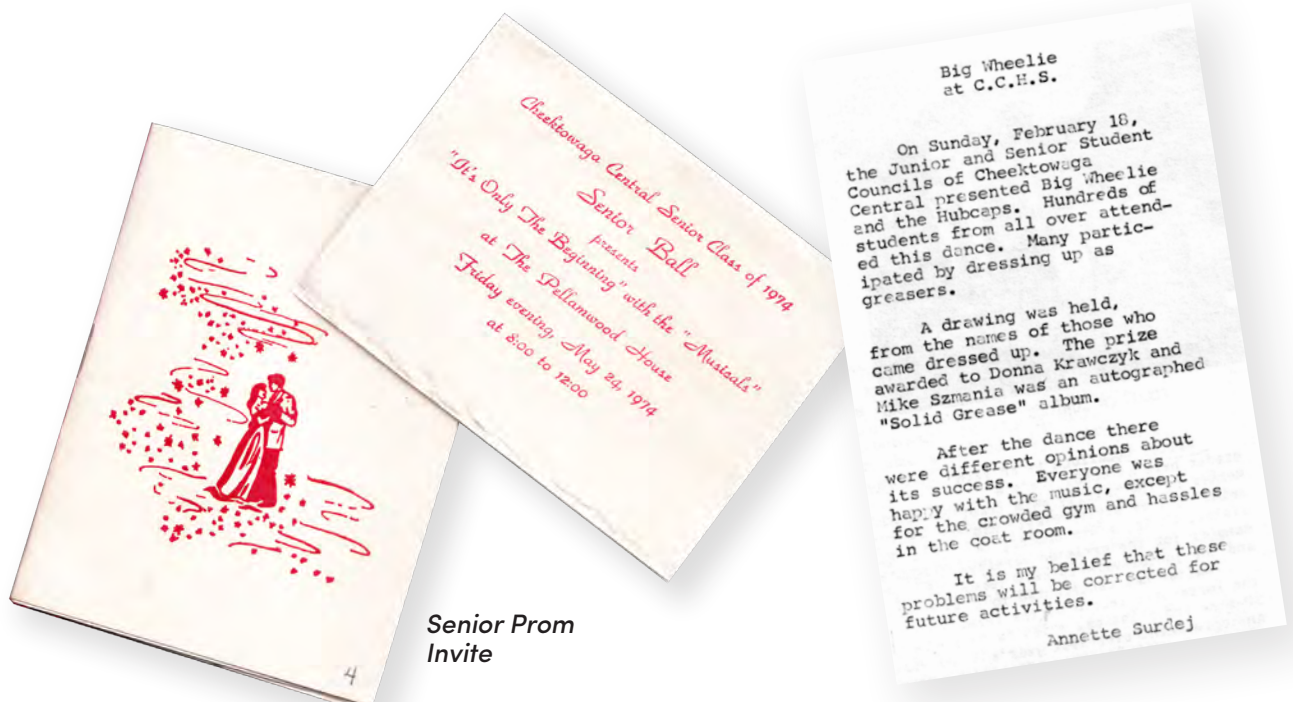 4
Senior Prom
Invite
Cheektowaga Central Senior Class of 1974
Senior Ball
presents
"It's Only The Beginning" with the "Musicals"
at The Pellamwood House
Friday evening, May 24, 1974
at 8:00 to 12:00
Big Wheelie
at C.C.H.S.
On Sunday, February 18,
the Junior and Senior Student
Councils of Cheektowaga
Central presented Big Wheelie
and the Hubcaps. Hundreds of
students from all over attend-
ed this dance. Many partic-
ipated by dressing up as
greasers.
A drawing was held,
from the names of those who
came dressed up. The prize
awarded to Donna Krawczyk and
Mike Szmania was an autographed
"Solid Grease" album.
After the dance there
were different opinions about
its success. Everyone was
happy with the music, except
for the crowded gym and hassles
in the coat room.
It is my belief that these
problems will be corrected for
future activities.
Annette Surdej